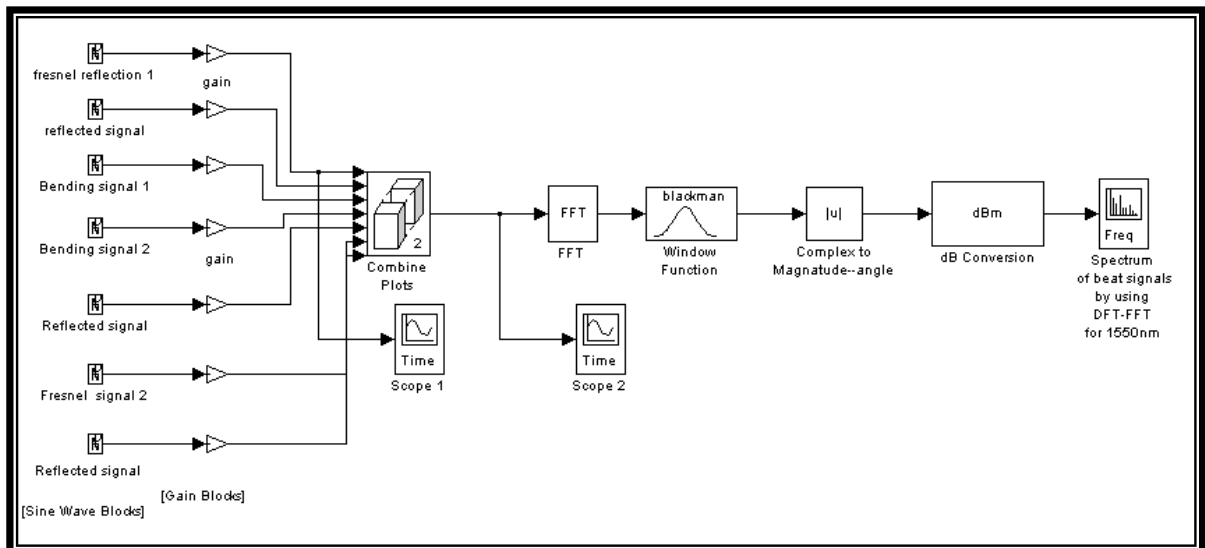 fresnel reflection 1
gain
reflected signal
Bending signal 1
Bending signal 2
gain
Reflected signal
Fresnel signal 2
Reflected signal
[Gain Blocks]
[Sine Wave Blocks]
2
Combine
Plots
Time
Scope 1
FFT
FFT
Time
Scope 2
blackman
Window
Function
|u|
Complex to
Magnatude--angle
dBm
dB Conversion
Freq
Spectrum
of beat signals
by using
DFT-FFT
for 1550nm